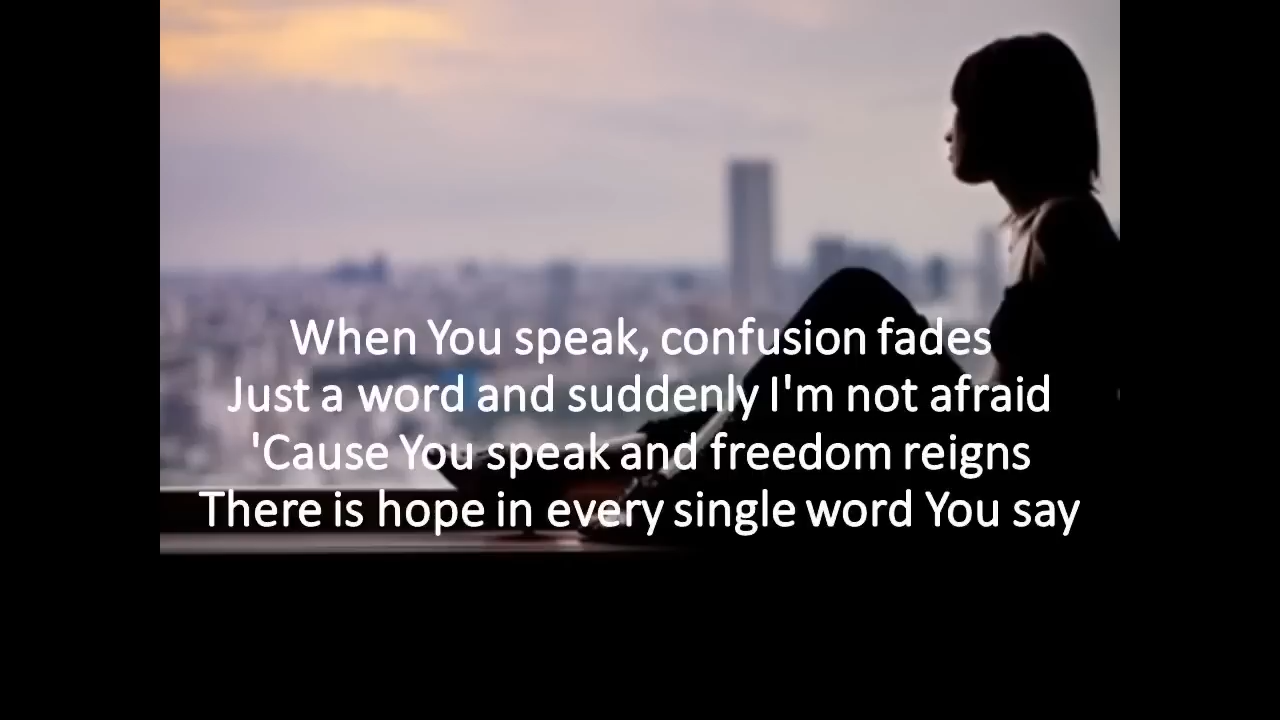 When You speak, confusion fades
Just a word and suddenly I'm not afraid
'Cause You speak and freedom reigns
There is hope in every single word You say